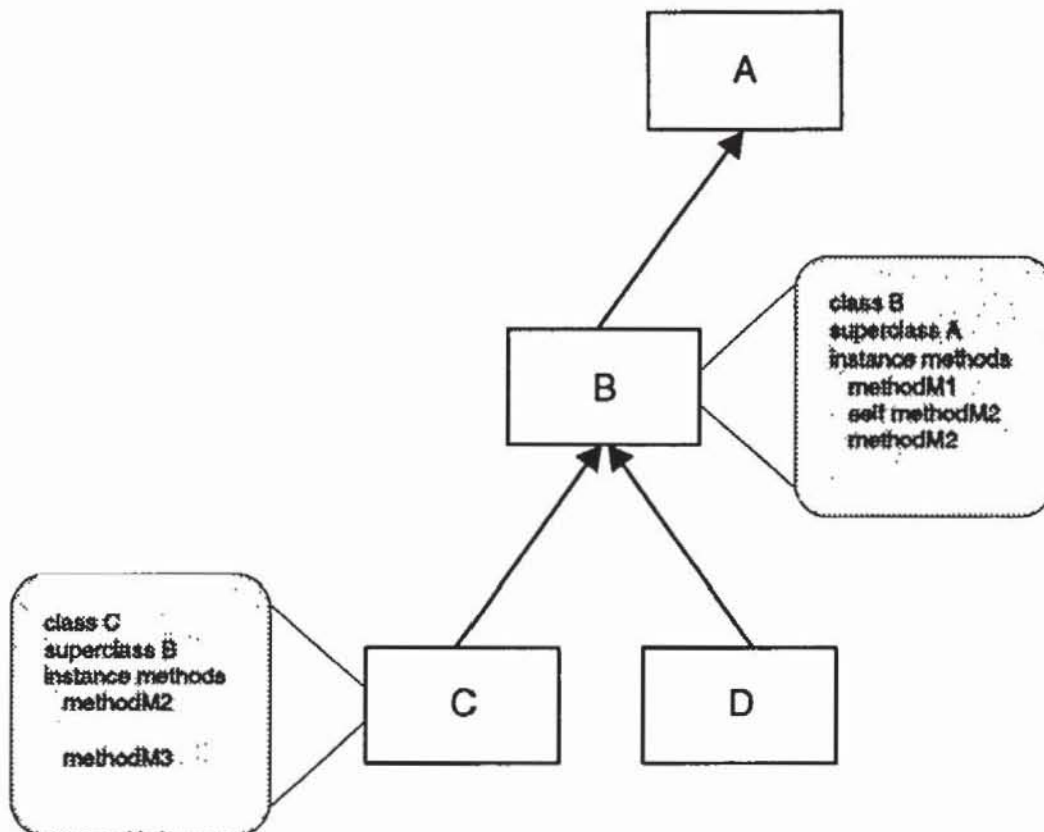 A
class B
superclass A
instance methods
methodM1
self methodM2
methodM2
B
class C
superclass B
instance methods
methodM2
methodM3
C
D